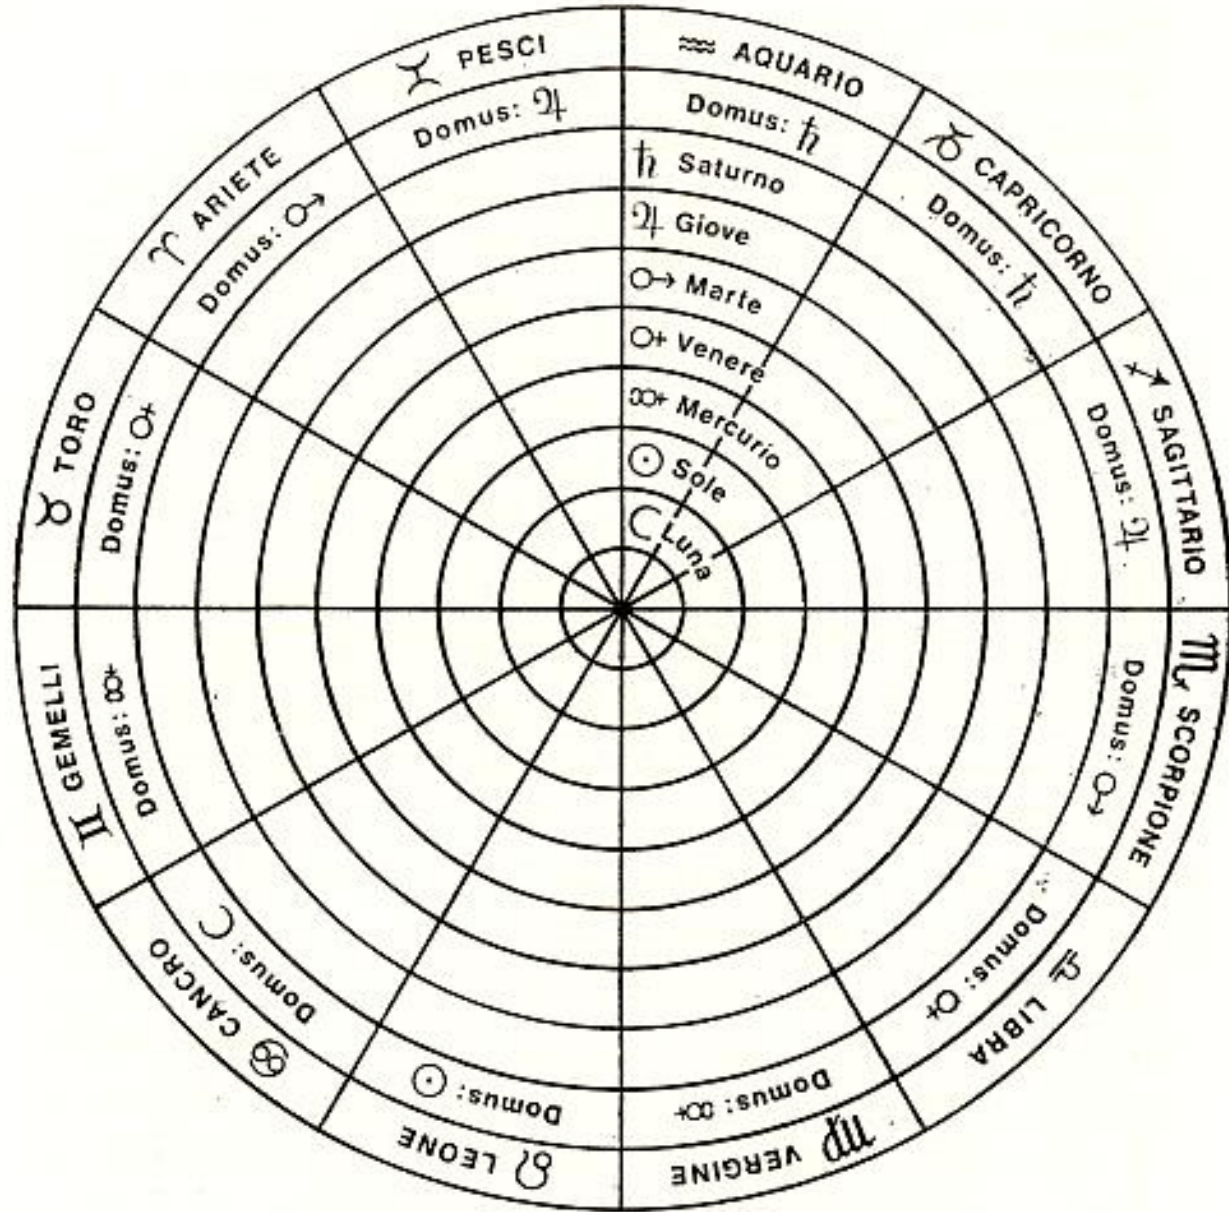 ♒ AQUARIO
♑ CAPRICORNO
♐ SAGITTARIO
♏ SCORPIONE
♎ LIBRA
♍ VERGINE
♌ LEONE
♋ CANCRO
♊ GEMELLI
♉ TORO
♈ ARIETE
♓ PESCI
Domus: ♄
Domus: ♄
Domus: ♃
Domus: ♂
Domus: ♀
Domus: ☿
Domus: ☉
Domus: ☾
Domus: ☿
Domus: ♀
Domus: ♂
Domus: ♃
♄ Saturno
♃ Giove
♂ Marte
♀ Venere
☿ Mercurio
☉ Sole
☾ Luna